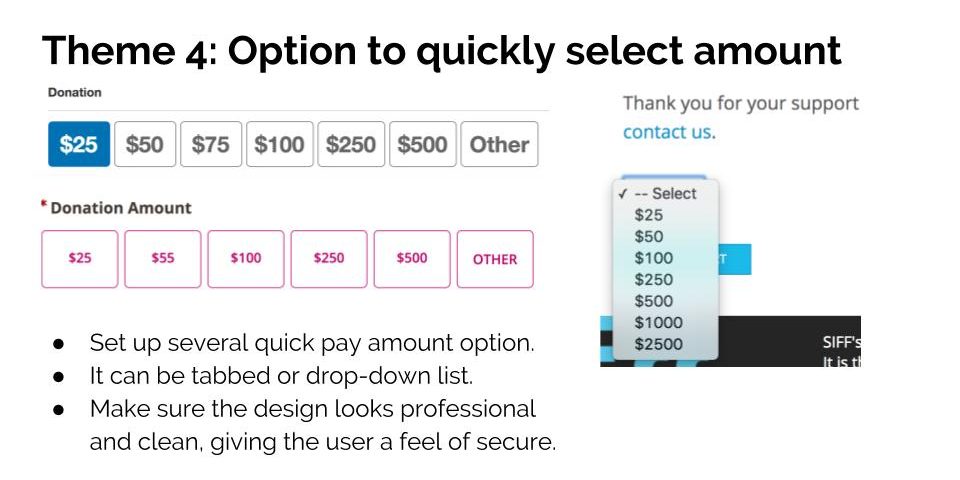 Theme 4: Option to quickly select amount
Donation
$25 $50 $75 $100 $250 $500 Other
* Donation Amount
$25 $55 $100 $250 $500 OTHER
● Set up several quick pay amount option.
● It can be tabbed or drop-down list.
● Make sure the design looks professional
and clean, giving the user a feel of secure.
Thank you for your support
contact us.
✓ -- Select
$25
$50
$100
$250
$500
$1000
$2500
T
SIFF's
It is th